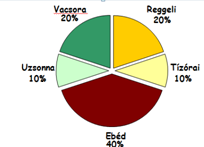 Vacsora
20%
Reggeli
20%
Uzsonna
10%
Tízórai
10%
Ebéd
40%